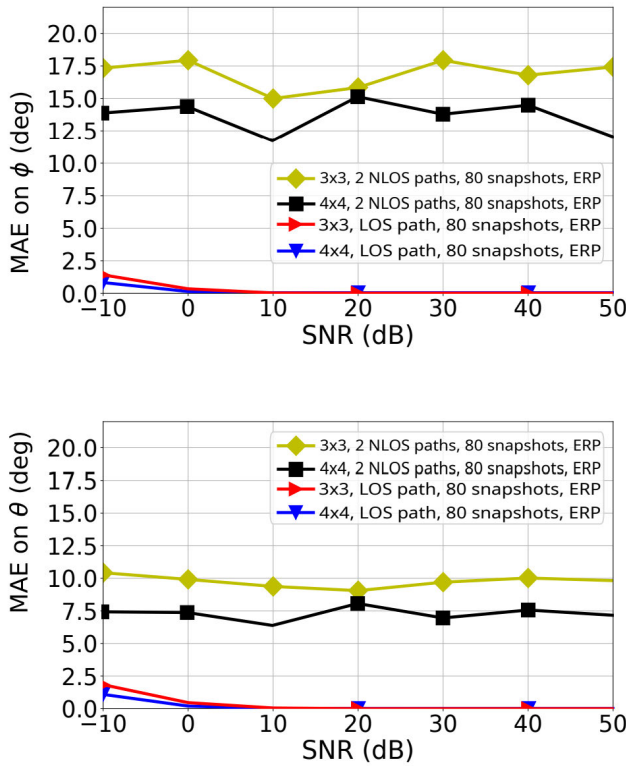 20.0
17.5
15.0
12.5
10.0
7.5
5.0
2.5
0.0
MAE on ϕ (deg)
3x3, 2 NLOS paths, 80 snapshots, ERP
4x4, 2 NLOS paths, 80 snapshots, ERP
3x3, LOS path, 80 snapshots, ERP
4x4, LOS path, 80 snapshots, ERP
−10 0 10 20 30 40 50
SNR (dB)
20.0
17.5
15.0
12.5
10.0
7.5
5.0
2.5
0.0
MAE on θ (deg)
3x3, 2 NLOS paths, 80 snapshots, ERP
4x4, 2 NLOS paths, 80 snapshots, ERP
3x3, LOS path, 80 snapshots, ERP
4x4, LOS path, 80 snapshots, ERP
−10 0 10 20 30 40 50
SNR (dB)